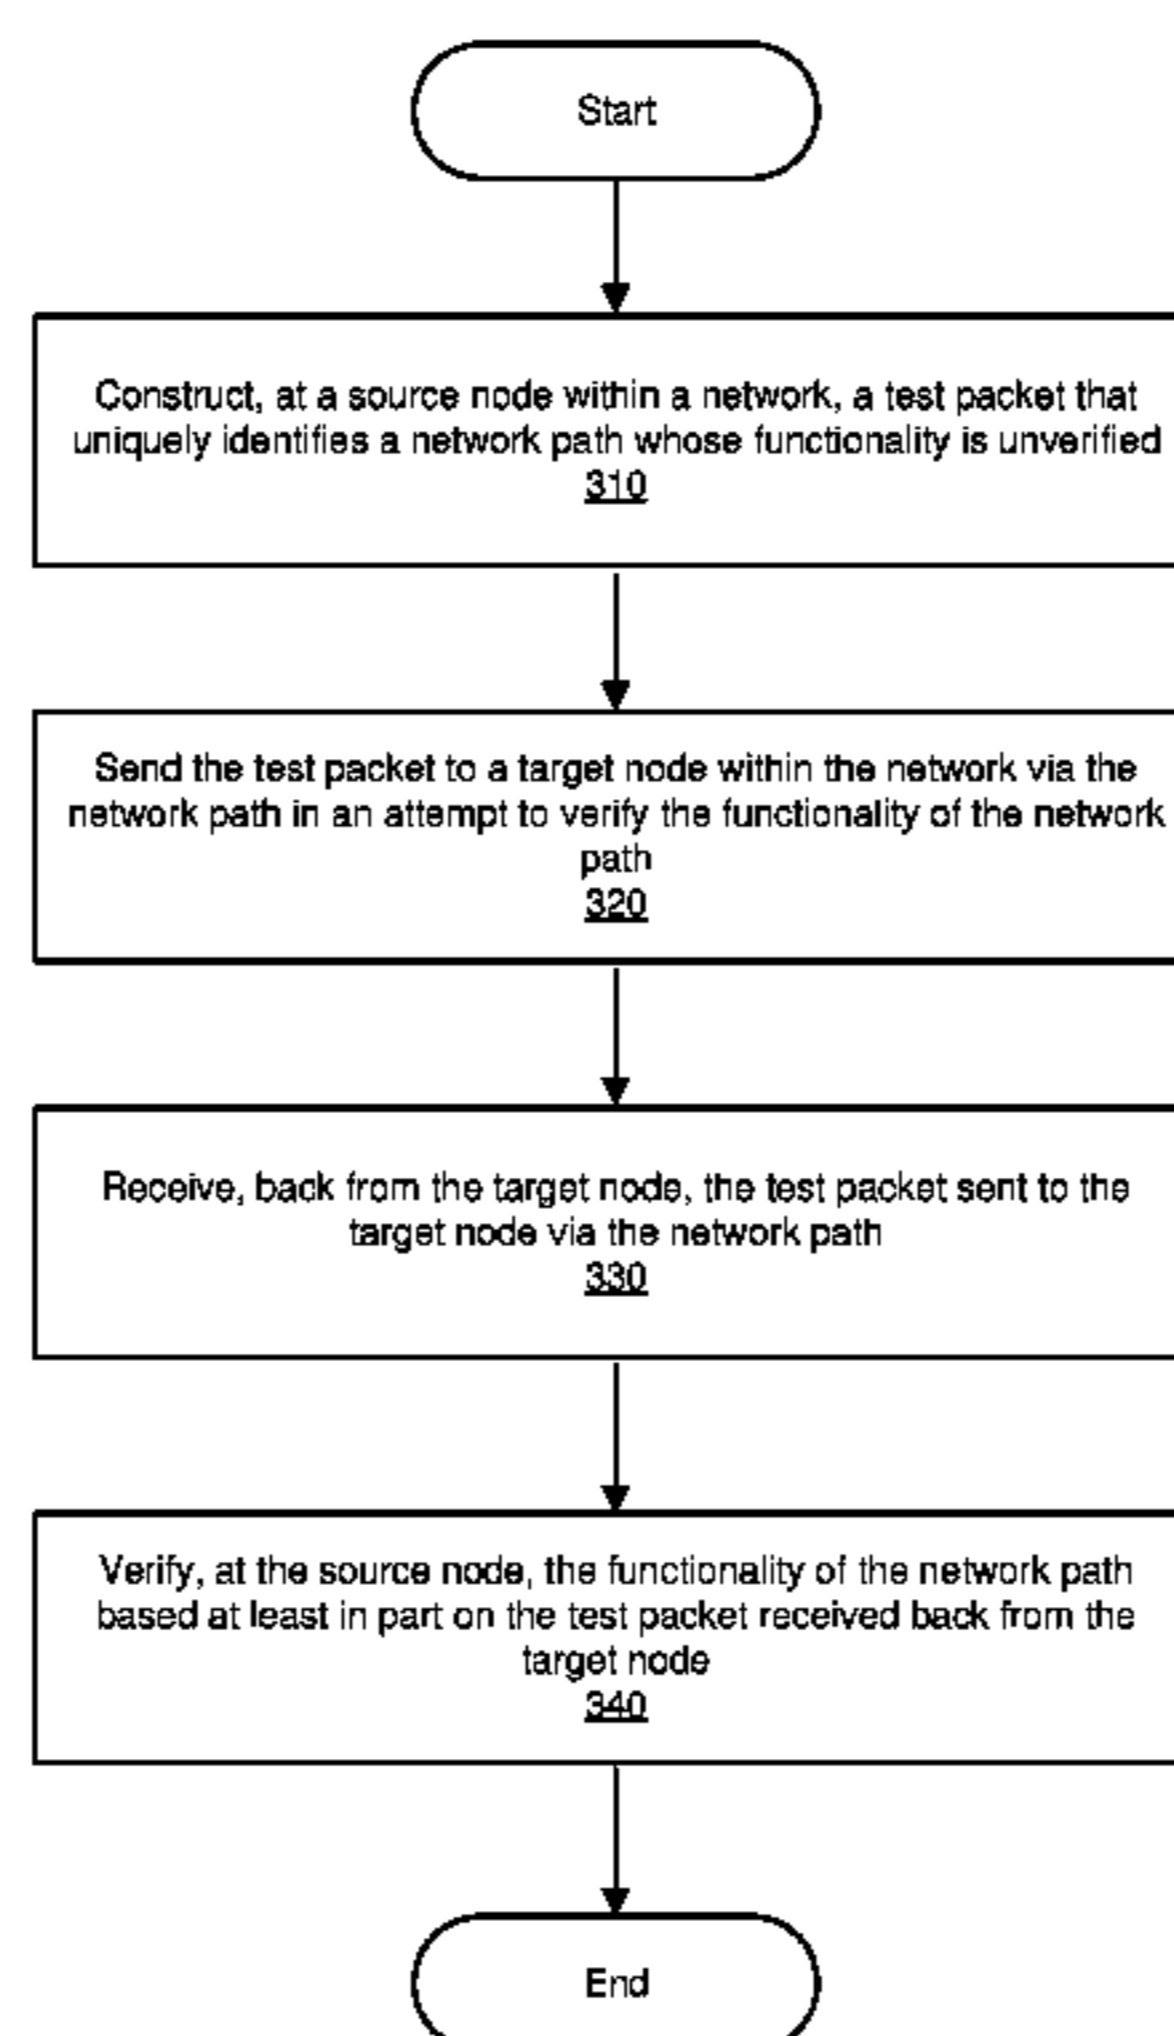 Start
Construct, at a source node within a network, a test packet that
uniquely identifies a network path whose functionality is unverified
310
Send the test packet to a target node within the network via the
network path in an attempt to verify the functionality of the network
path
320
Receive, back from the target node, the test packet sent to the
target node via the network path
330
Verify, at the source node, the functionality of the network path
based at least in part on the test packet received back from the
target node
340
End